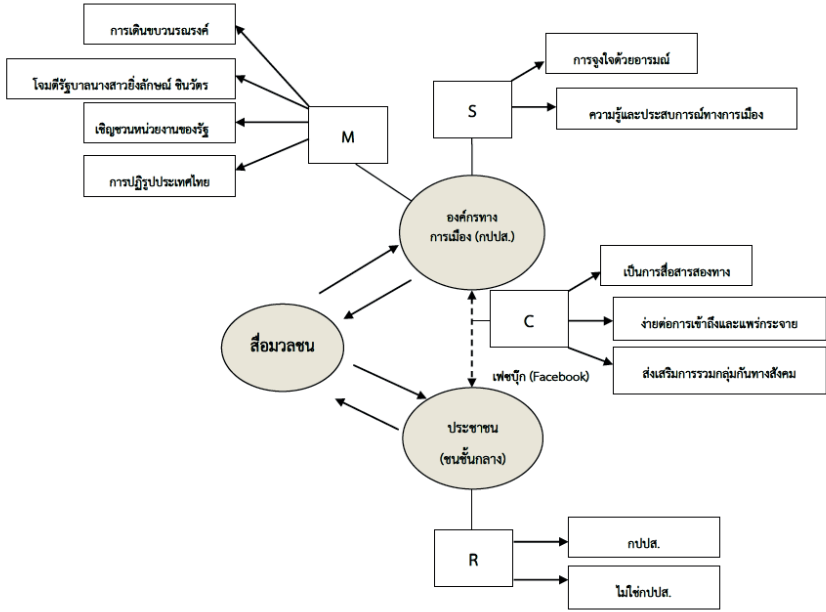 การเดินขบวนรณรงค์
โจมตีรัฐบาลนางสาวยิ่งลักษณ์ ชินวัตร
เชิญชวนหน่วยงานของรัฐ
การปฏิรูปประเทศไทย
M
S
การจูงใจด้วยอารมณ์
ความรู้และประสบการณ์ทางการเมือง
องค์กรทาง
การเมือง (กปปส.)
สื่อมวลชน
C
เป็นการสื่อสารสองทาง
ง่ายต่อการเข้าถึงและแพร่กระจาย
ส่งเสริมการรวมกลุ่มกันทางสังคม
เฟซบุ๊ก (Facebook)
ประชาชน
(ชนชั้นกลาง)
R
กปปส.
ไม่ใช่กปปส.